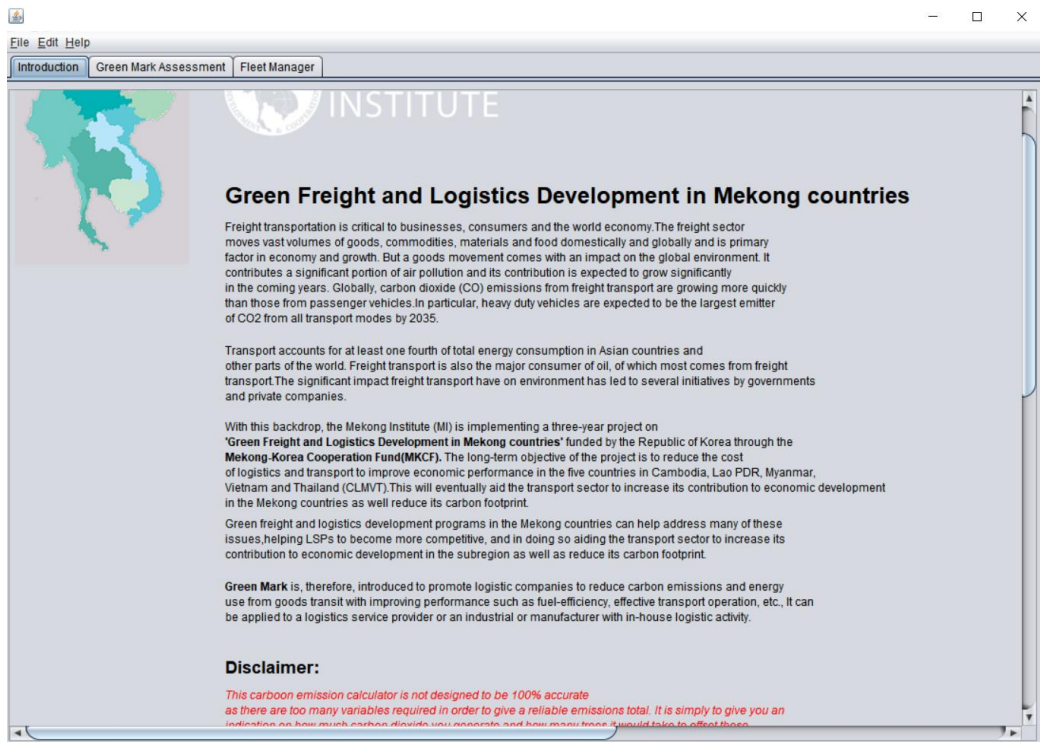 File Edit Help
Introduction Green Mark Assessment Fleet Manager
INSTITUTE
Green Freight and Logistics Development in Mekong countries
Freight transportation is critical to businesses, consumers and the world economy.The freight sector
moves vast volumes of goods, commodities, materials and food domestically and globally and is primary
factor in economy and growth. But a goods movement comes with an impact on the global environment. It
contributes a significant portion of air pollution and its contribution is expected to grow significantly
in the coming years. Globally, carbon dioxide (CO) emissions from freight transport are growing more quickly
than those from passenger vehicles.In particular, heavy duty vehicles are expected to be the largest emitter
of CO2 from all transport modes by 2035.
Transport accounts for at least one fourth of total energy consumption in Asian countries and
other parts of the world. Freight transport is also the major consumer of oil, of which most comes from freight
transport.The significant impact freight transport have on environment has led to several initiatives by governments
and private companies.
With this backdrop, the Mekong Institute (MI) is implementing a three-year project on
'Green Freight and Logistics Development in Mekong countries' funded by the Republic of Korea through the
Mekong-Korea Cooperation Fund(MKCF). The long-term objective of the project is to reduce the cost
of logistics and transport to improve economic performance in the five countries in Cambodia, Lao PDR, Myanmar,
Vietnam and Thailand (CLMVT).This will eventually aid the transport sector to increase its contribution to economic development
in the Mekong countries as well reduce its carbon footprint.
Green freight and logistics development programs in the Mekong countries can help address many of these
issues,helping LSPs to become more competitive, and in doing so aiding the transport sector to increase its
contribution to economic development in the subregion as well as reduce its carbon footprint.
Green Mark is, therefore, introduced to promote logistic companies to reduce carbon emissions and energy
use from goods transit with improving performance such as fuel-efficiency, effective transport operation, etc., It can
be applied to a logistics service provider or an industrial or manufacturer with in-house logistic activity.
Disclaimer:
This carboon emission calculator is not designed to be 100% accurate
as there are too many variables required in order to give a reliable emissions total. It is simply to give you an
indication on how much carbon dioxide you generate and how many trees it would take to offset those